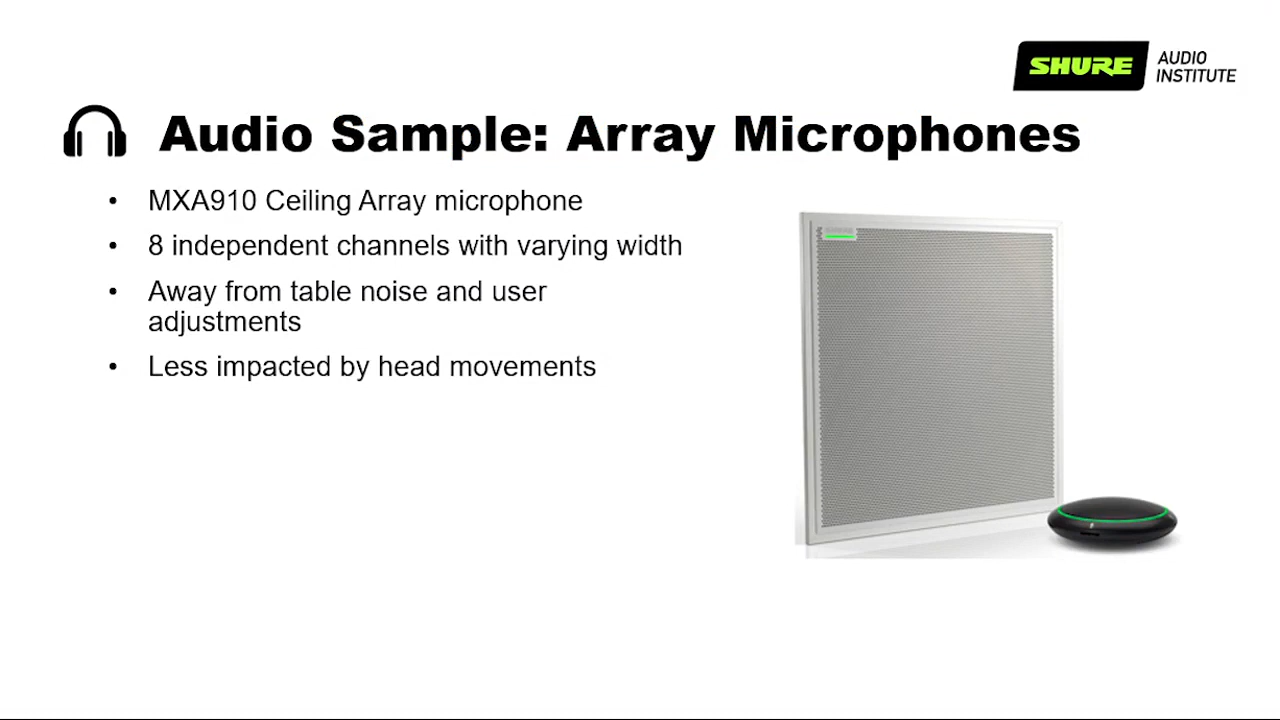 SHURE
AUDIO
INSTITUTE
Audio Sample: Array Microphones
• MXA910 Ceiling Array microphone
• 8 independent channels with varying width
• Away from table noise and user
adjustments
• Less impacted by head movements